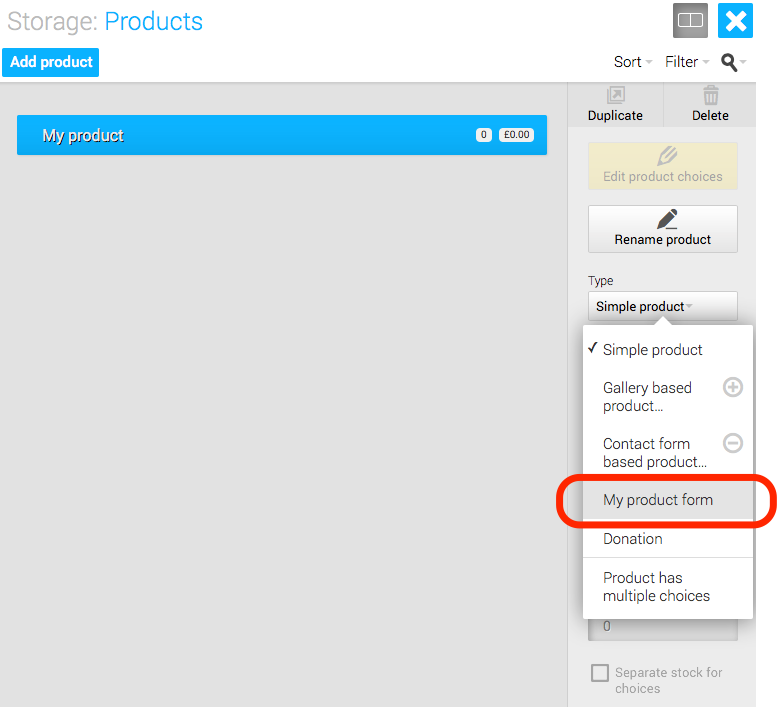 Storage: Products
Add product
Sort Filter
Duplicate Delete
My product 0 £0.00
Edit product choices
Rename product
Type
Simple product
Simple product
Gallery based
product...
Contact form
based product...
My product form
Donation
Product has
multiple choices
0
Separate stock for
choices